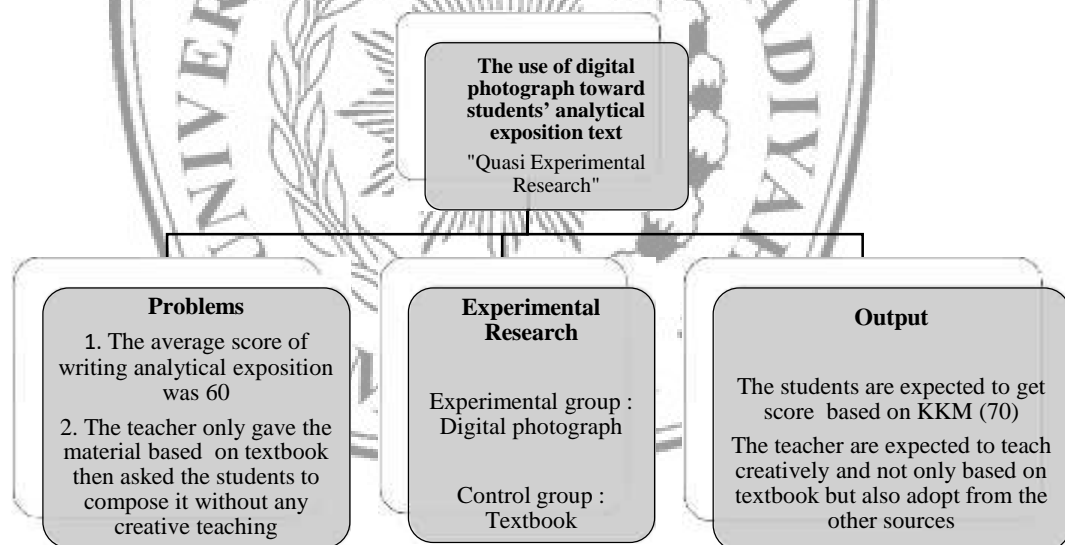 The use of digital
photograph toward
students’ analytical
exposition text
"Quasi Experimental
Research"
Problems
1. The average score of
writing analytical exposition
was 60
2. The teacher only gave the
material based on textbook
then asked the students to
compose it without any
creative teaching
Experimental
Research
Experimental group :
Digital photograph
Control group :
Textbook
Output
The students are expected to get
score based on KKM (70)
The teacher are expected to teach
creatively and not only based on
textbook but also adopt from the
other sources